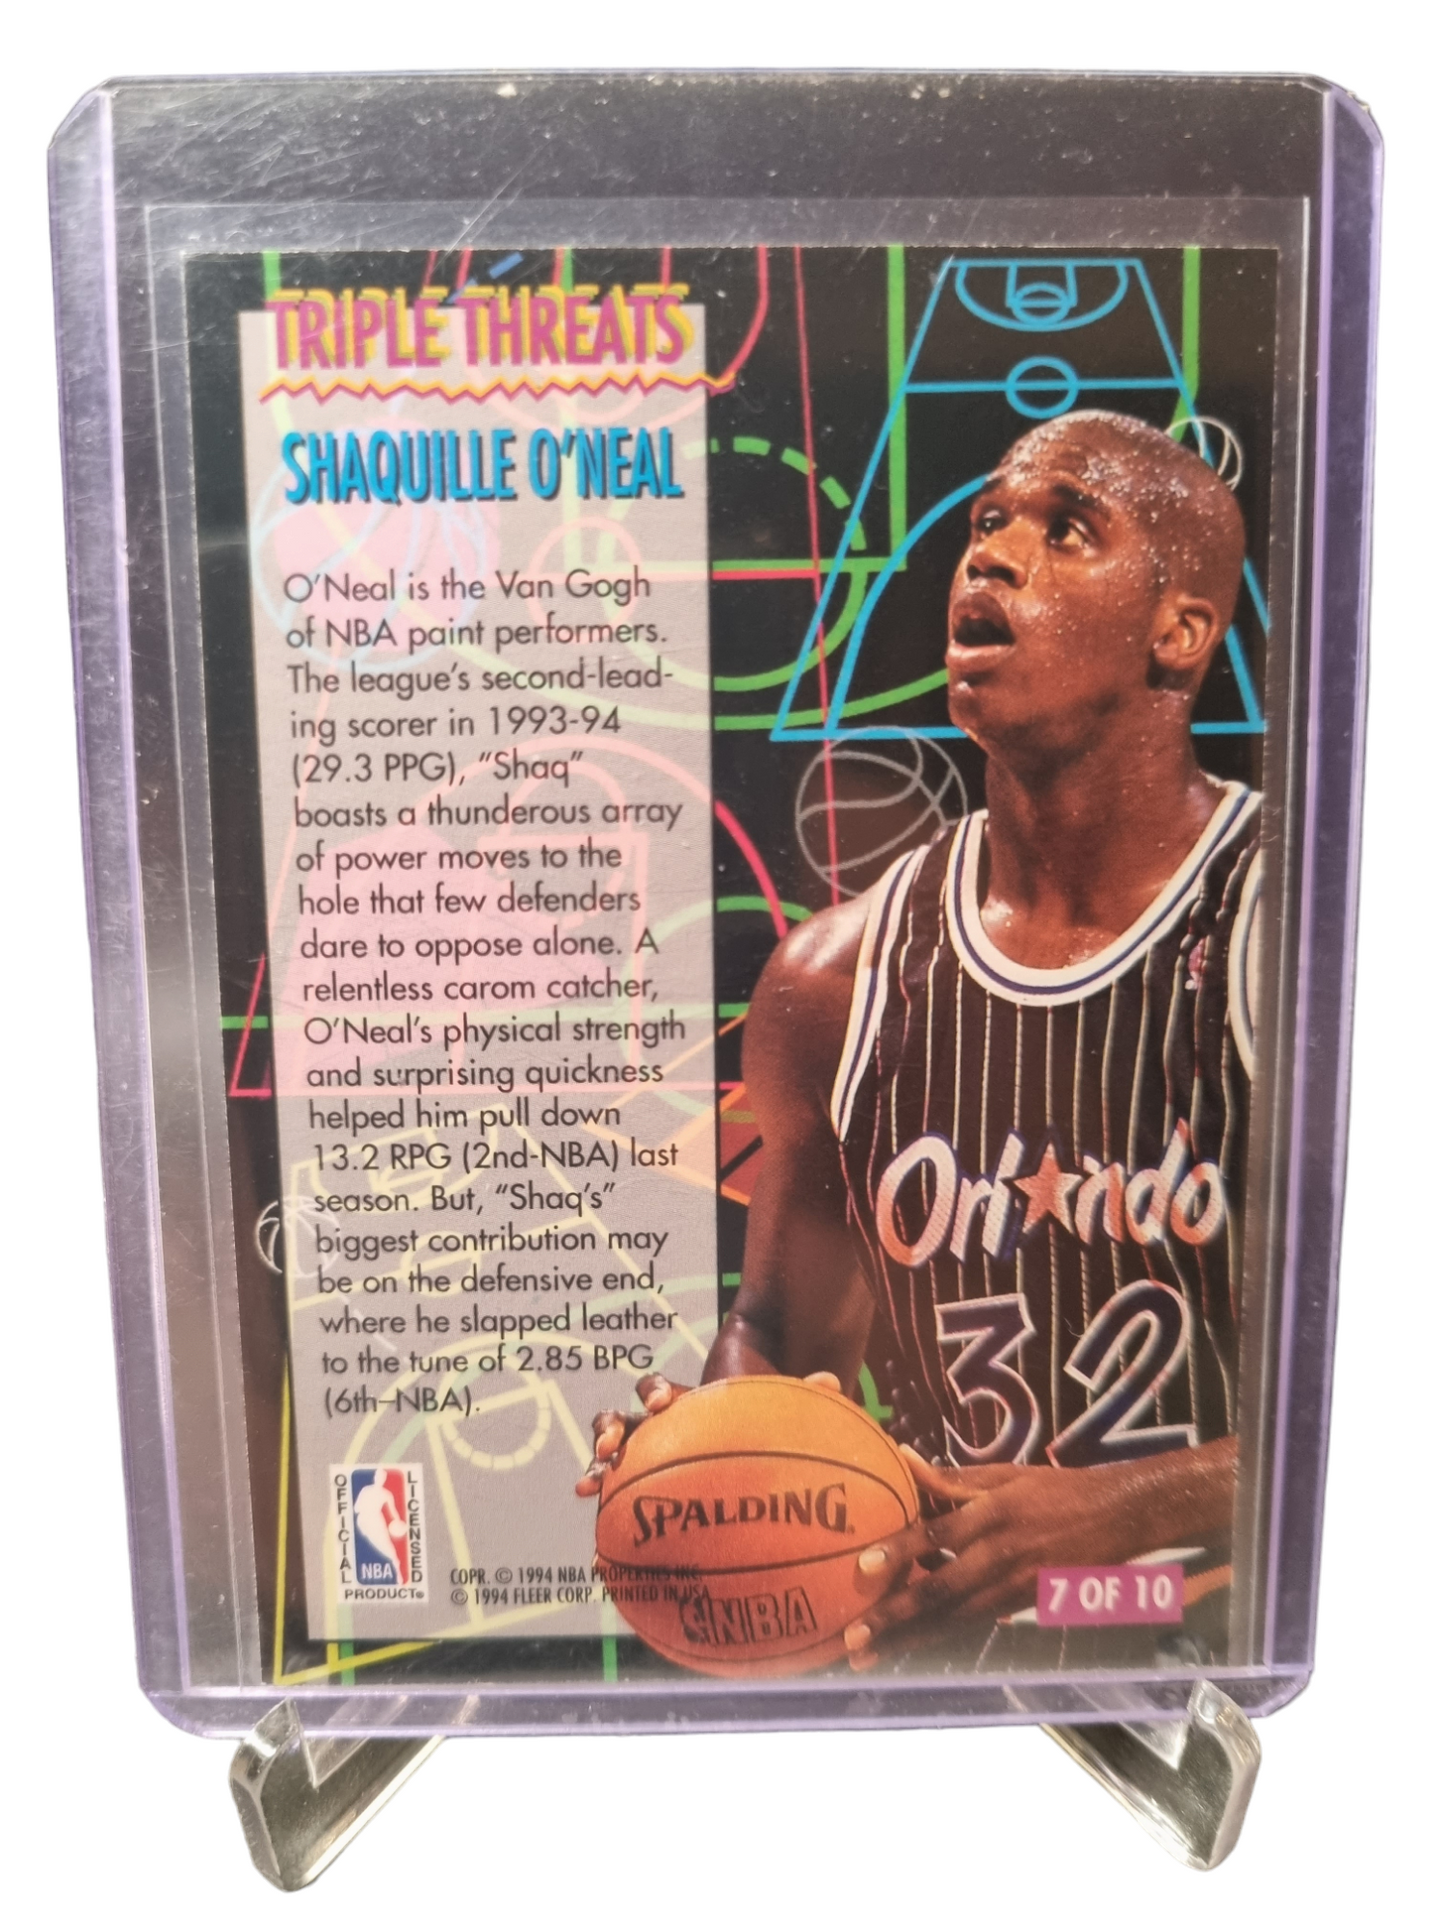 TRIPLE THREATS
SHAQUILLE O'NEAL
O'Neal is the Van Gogh
of NBA paint performers.
The league's second-lead-
ing scorer in 1993-94
(29.3 PPG), "Shaq"
boasts a thunderous array
of power moves to the
hole that few defenders
dare to oppose alone. A
relentless carom catcher,
O'Neal's physical strength
and surprising quickness
helped him pull down
13.2 RPG (2nd-NBA) last
season. But, "Shaq's"
biggest contribution may
be on the defensive end,
where he slapped leather
to the tune of 2.85 BPG
(6th-NBA).
Orlando
32
SPALDING
NBA
OFFICIAL
LICENSED
NBA
PRODUCT®
COPR. © 1994 NBA PROPERTIES INC.
© 1994 FLEER CORP. PRINTED IN USA
7 OF 10